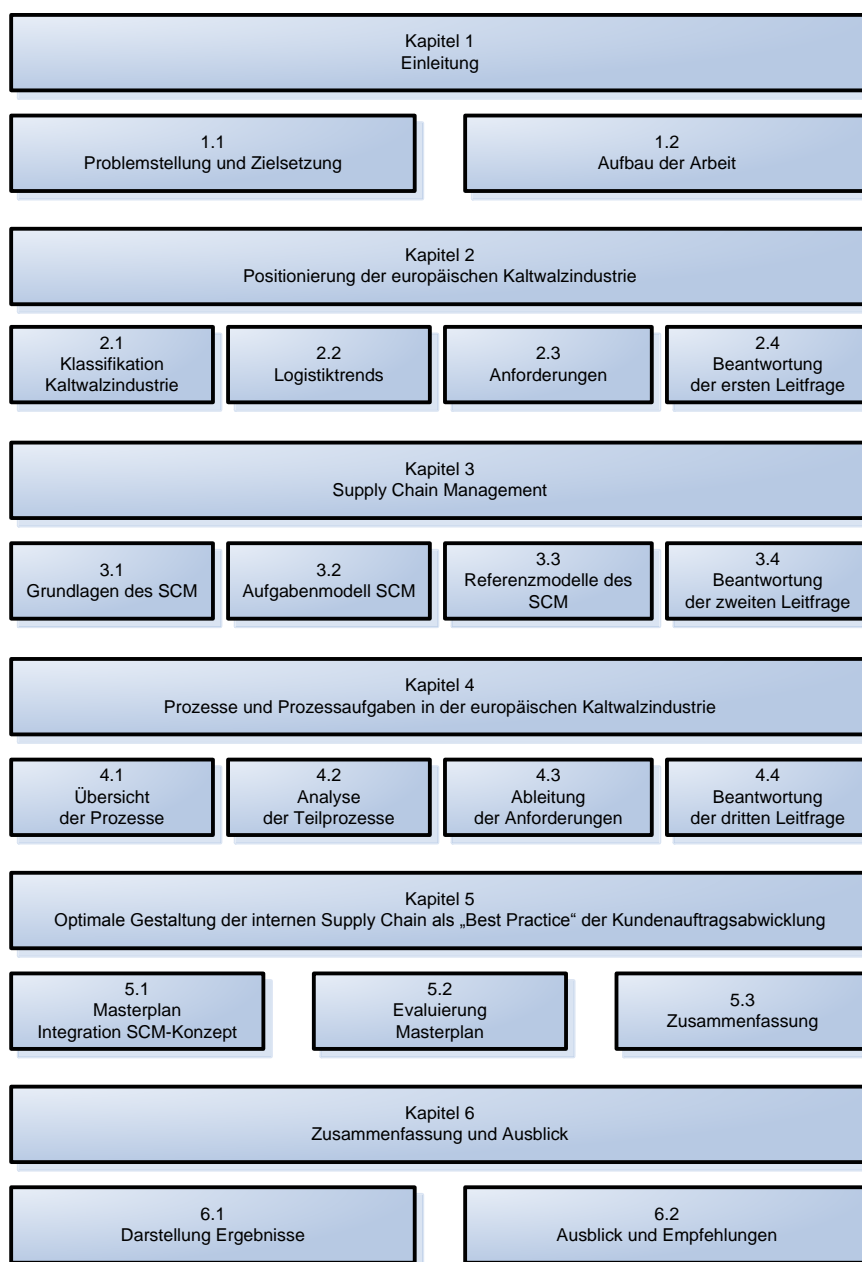 Kapitel 1
Einleitung
1.1
Problemstellung und Zielsetzung
1.2
Aufbau der Arbeit
Kapitel 2
Positionierung der europäischen Kaltwalzindustrie
2.1
Klassifikation
Kaltwalzindustrie
2.2
Logistiktrends
2.3
Anforderungen
2.4
Beantwortung
der ersten Leitfrage
Kapitel 3
Supply Chain Management
3.1
Grundlagen des SCM
3.2
Aufgabenmodell SCM
3.3
Referenzmodelle des
SCM
3.4
Beantwortung
der zweiten Leitfrage
Kapitel 4
Prozesse und Prozessaufgaben in der europäischen Kaltwalzindustrie
4.1
Übersicht
der Prozesse
4.2
Analyse
der Teilprozesse
4.3
Ableitung
der Anforderungen
4.4
Beantwortung
der dritten Leitfrage
Kapitel 5
Optimale Gestaltung der internen Supply Chain als „Best Practice“ der Kundenauftragsabwicklung
5.1
Masterplan
Integration SCM-Konzept
5.2
Evaluierung
Masterplan
5.3
Zusammenfassung
Kapitel 6
Zusammenfassung und Ausblick
6.1
Darstellung Ergebnisse
6.2
Ausblick und Empfehlungen